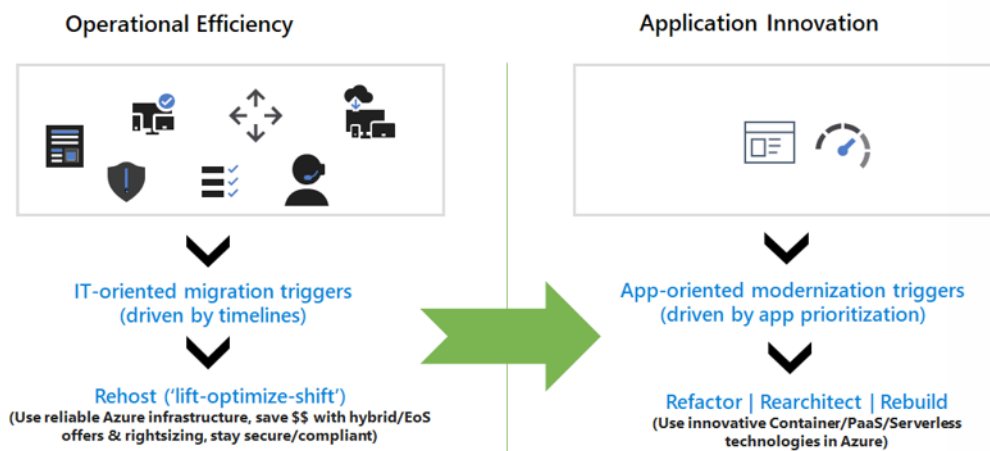 Operational Efficiency
Application Innovation
IT-oriented migration triggers
(driven by timelines)
App-oriented modernization triggers
(driven by app prioritization)
Rehost (‘lift-optimize-shift’)
(Use reliable Azure infrastructure, save $$ with hybrid/EoS
offers & rightsizing, stay secure/compliant)
Refactor | Rearchitect | Rebuild
(Use innovative Container/PaaS/Serverless
technologies in Azure)